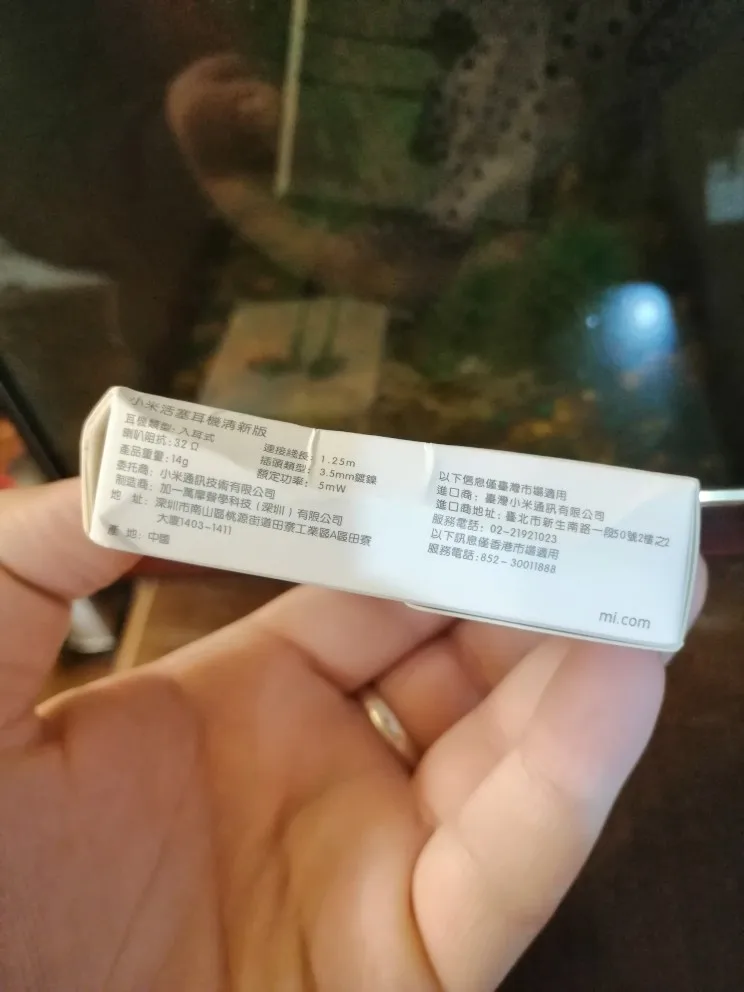 小米活塞耳機清新版
耳機類型: 入耳式
喇叭阻抗: 32 Ω
產品重量: 14g
連接綫長: 1.25m
插頭類型: 3.5mm鍍鎳
額定功率: 5mW
委托商: 小米通訊技術有限公司
製造商: 加一萬摩聲學科技(深圳)有限公司
地 址: 深圳市南山區桃源街道田寮工業區A區田寮
大廈1403-1411
產 地: 中國
以下信息僅臺灣市場適用
進口商: 臺灣小米通訊有限公司
進口商地址: 臺北市新生南路一段50號2樓之2
服務電話: 02-21921023
以下訊息僅香港市場適用
服務電話: 852-30011888
mi.com